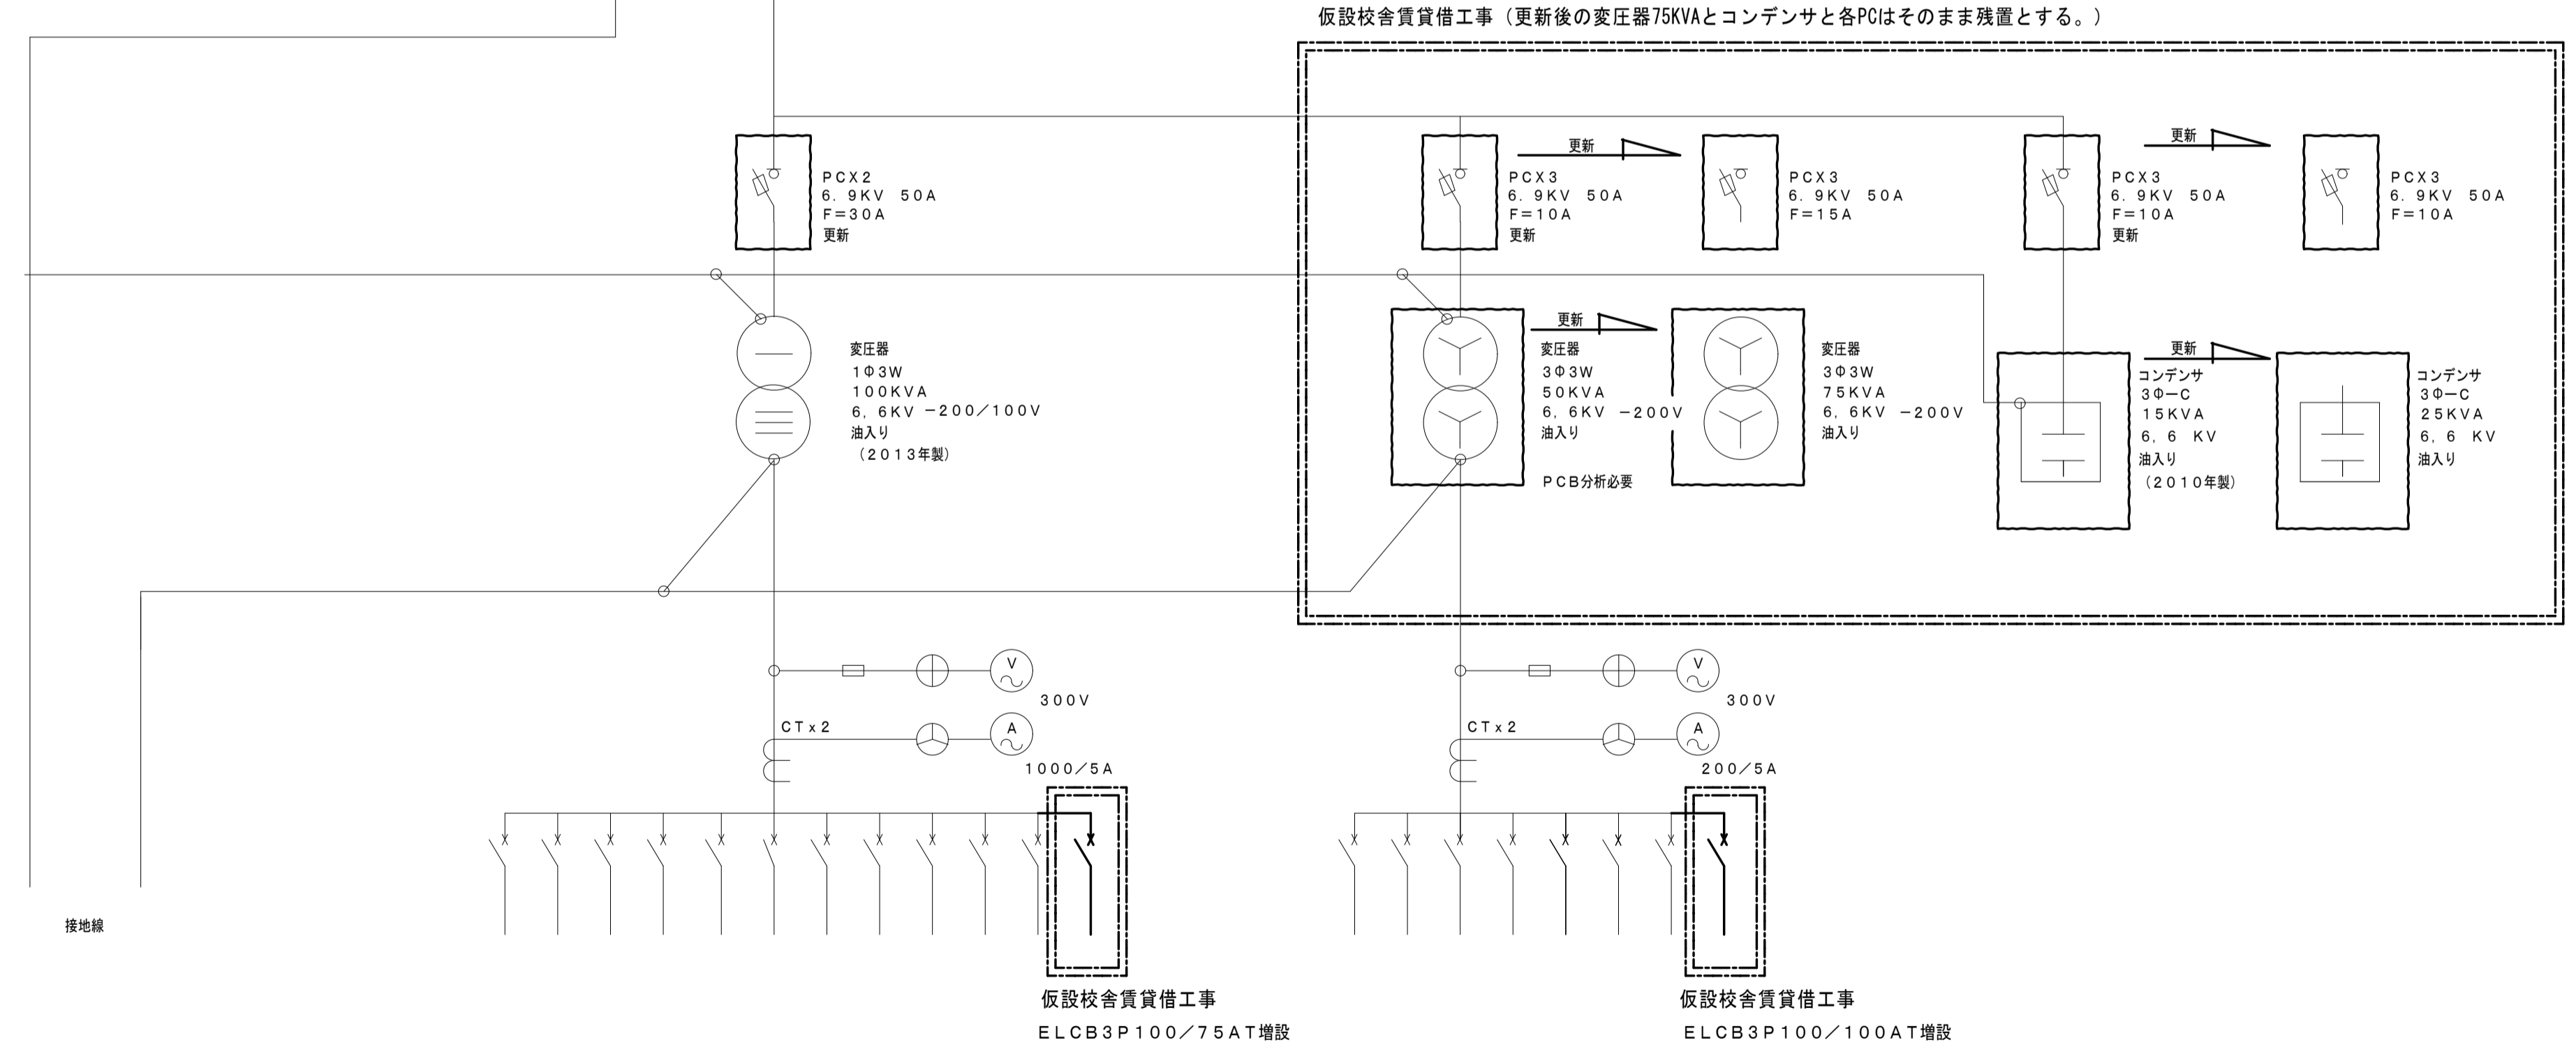 仮設校舎賃貸借工事（更新後の変圧器75KVAとコンデンサと各PCはそのまま残置とする。）
ＰＣＸ２
６．９ＫＶ　５０Ａ
Ｆ＝３０Ａ
更新
ＰＣＸ３
６．９ＫＶ　５０Ａ
Ｆ＝１０Ａ
更新
更新
ＰＣＸ３
６．９ＫＶ　５０Ａ
Ｆ＝１５Ａ
ＰＣＸ３
６．９ＫＶ　５０Ａ
Ｆ＝１０Ａ
更新
更新
ＰＣＸ３
６．９ＫＶ　５０Ａ
Ｆ＝１０Ａ
変圧器
１Φ３Ｗ
１００ＫＶＡ
６，６ＫＶ －２００／１００Ｖ
油入り
（２０１３年製）
更新
変圧器
３Φ３Ｗ
５０ＫＶＡ
６，６ＫＶ －２００Ｖ
油入り
ＰＣＢ分析必要
変圧器
３Φ３Ｗ
７５ＫＶＡ
６，６ＫＶ －２００Ｖ
油入り
更新
コンデンサ
３Φ－Ｃ
１５ＫＶＡ
６，６　ＫＶ
油入り
（２０１０年製）
コンデンサ
３Φ－Ｃ
２５ＫＶＡ
６，６　ＫＶ
油入り
V
３００Ｖ
ＣＴｘ２
A
１０００／５Ａ
V
３００Ｖ
ＣＴｘ２
A
２００／５Ａ
接地線
仮設校舎賃貸借工事
ＥＬＣＢ３Ｐ１００／７５ＡＴ増設
仮設校舎賃貸借工事
ＥＬＣＢ３Ｐ１００／１００ＡＴ増設